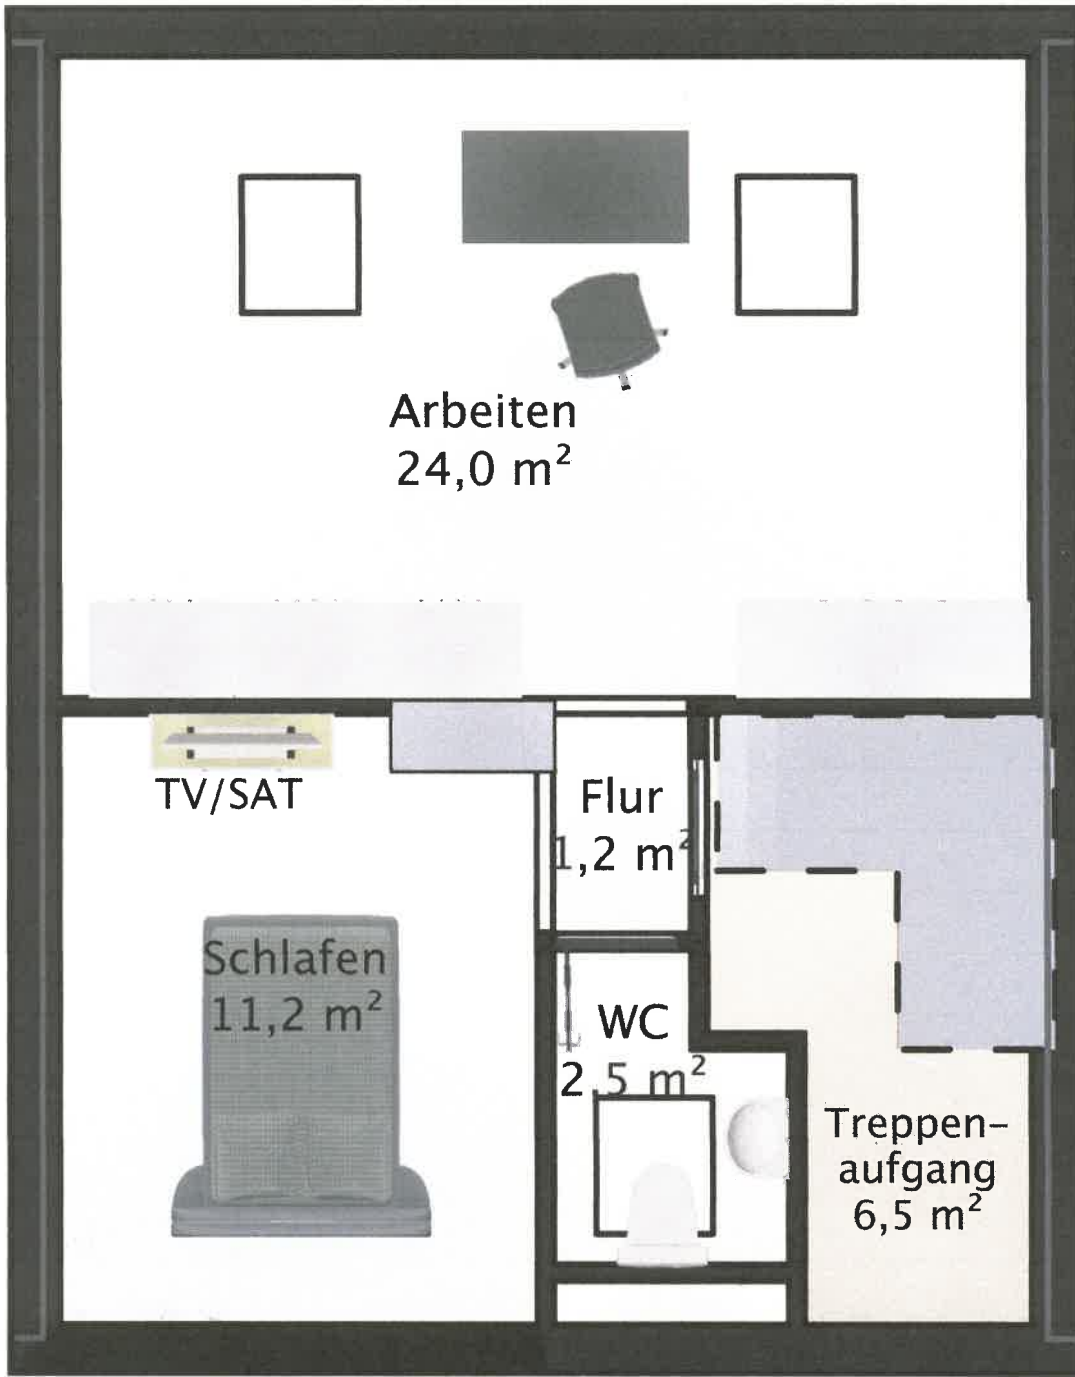 Arbeiten
24,0 m²
TV/SAT
Flur
1,2 m²
Schlafen
11,2 m²
WC
2,5 m²
Treppen-
aufgang
6,5 m²